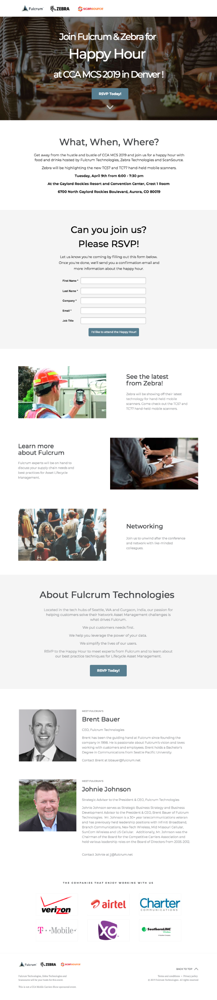 Fulcrum
ZEBRA
scansource
Join Fulcrum & Zebra for
Happy Hour
at CCA MCS 2019 in Denver !
RSVP Today!
What, When, Where?
Get away from the hustle and bustle of CCA MCS 2019 and join us for a happy hour with
food and drinks hosted by Fulcrum Technologies, Zebra Technologies and ScanSource.
Zebra will be highlighting the new TC57 and TC77 hand-held mobile scanners.
Tuesday, April 9th from 6:00 - 7:30 pm
At the Gaylord Rockies Resort and Convention Center, Crest 1 Room
6700 North Gaylord Rockies Boulevard, Aurora, CO 80019
Can you join us?
Please RSVP!
Let us know you're coming by filling out this form below.
Once you're done, we'll send you a confirmation email and
more information about the happy hour.
First Name *
Last Name *
Company *
Email *
Job Title
I'd like to attend the Happy Hour!
See the latest
from Zebra!
Zebra will be showing off their latest
technology for hand-held mobile
scanners. Come check out the TC57 and
TC77 hand-held mobile scanners.
Learn more
about Fulcrum
Fulcrum experts will be on hand to
discuss your supply chain needs and
best practices for Asset Lifecycle
Management.
Networking
Join us to unwind after the conference
and network with like-minded
colleagues.
About Fulcrum Technologies
Located in the tech hubs of Seattle, WA and Gurgaon, India, our passion for
helping customers solve their Network Asset Management challenges is
what drives Fulcrum.
We put customers needs first.
We help you leverage the power of your data.
We simplify the lives of our users.
RSVP to the Happy Hour to meet experts from Fulcrum and to learn about
our best practice techniques for Lifecycle Asset Management.
RSVP Today!
MEET FULCRUM'S
Brent Bauer
CEO, Fulcrum Technologies
Brent has been the guiding hand at Fulcrum since founding the
company in 1998. He is passionate about Fulcrum's vision and loves
working with customers and employees. Brent holds a Bachelor's
Degree in Communications from Seattle Pacific University.
Contact Brent at bbauer@fulcrum.net
MEET FULCRUM'S
Johnie Johnson
Strategic Advisor to the President & CEO, Fulcrum Technologies
Johnie Johnson serves as Strategic Business Strategy and Business
Development Advisor to the President & CEO, Brent Bauer of Fulcrum
Technologies. Mr. Johnson is a 30+ year telecommunications veteran
and has previously held leadership positions with Infiniti Broadband,
Branch Communications, Nex-Tech Wireless, Mid Missouri Cellular,
SunCom Wireless and US Cellular. Additionally, Mr. Johnson was the
Chairman of the Board for the Competitive Carriers Association and
held various leadership roles on the Board of Directors from 2005-2012.
Contact Johnie at jj@fulcrum.net
THE COMPANIES THAT ENJOY WORKING WITH US
verizon
airtel
Charter
COMMUNICATIONS
T · · Mobile ·
XO
SouthernLINC
Wireless
A Southern Company
Fulcrum
ZEBRA
scansource
BACK TO TOP
Fulcrum Technologies, Zebra Technologies and
Scansource will be your hosts for this event.
Terms and conditions • Privacy policy
© 2019 Fulcrum Technologies. All rights reserved
This is not a CCA Mobile Carriers Show sponsored event.